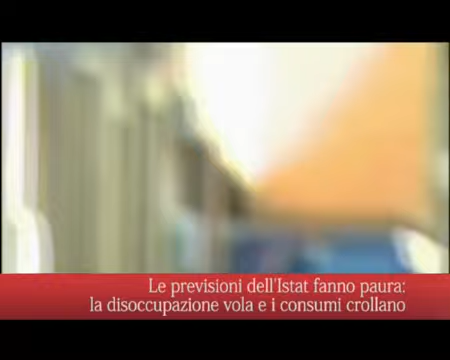 Le previsioni dell'Istat fanno paura:
la disoccupazione vola e i consumi crollano